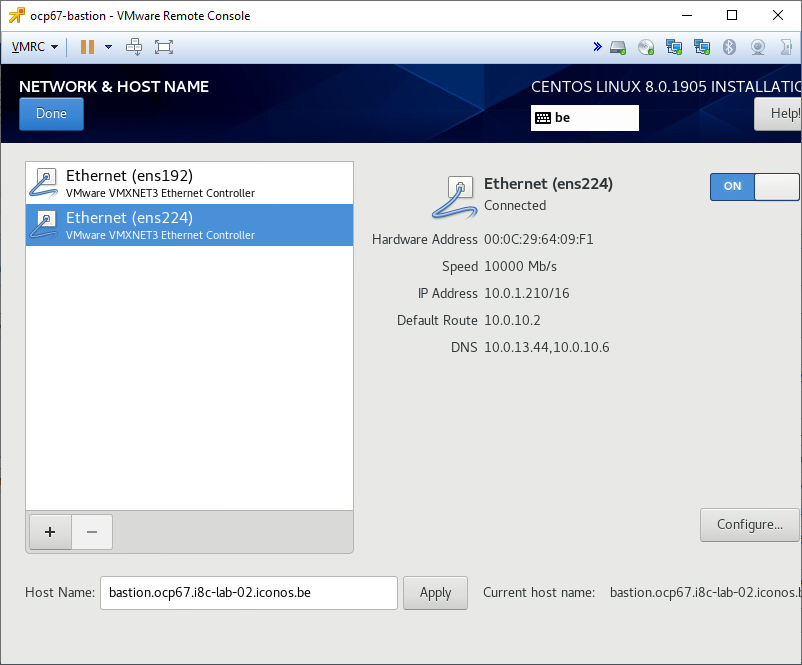 ocp67-bastion - VMware Remote Console
VMRC
NETWORK & HOST NAME
CENTOS LINUX 8.0.1905 INSTALLATIO
Done
be
Help!
Ethernet (ens192)
VMware VMXNET3 Ethernet Controller
Ethernet (ens224)
VMware VMXNET3 Ethernet Controller
Ethernet (ens224)
Connected
ON
Hardware Address 00:0C:29:64:09:F1
Speed 10000 Mb/s
IP Address 10.0.1.210/16
Default Route 10.0.10.2
DNS 10.0.13.44,10.0.10.6
+
−
Configure...
Host Name: bastion.ocp67.i8c-lab-02.iconos.be Apply Current host name: bastion.ocp67.i8c-lab-02.iconos.b